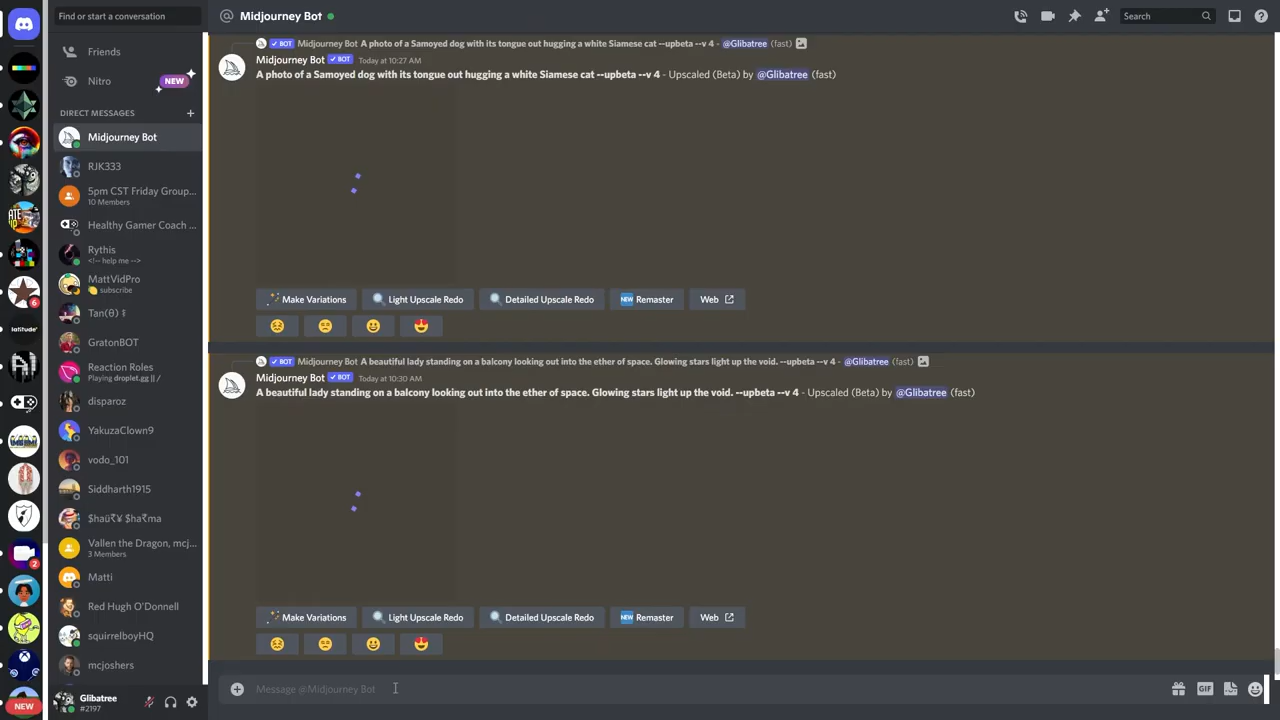 Find or start a conversation
Midjourney Bot
Search
Friends
Nitro
NEW
DIRECT MESSAGES
Midjourney Bot
RJK333
5pm CST Friday Group...
10 Members
Healthy Gamer Coach ...
Rythis
<!-- help me -->
MattVidPro
subscribe
Tan(θ) ⚕
GratonBOT
Reaction Roles
Playing droplet.gg || /
disparoz
YakuzaClown9
vodo_101
Siddharth1915
$haü₹¥ $ha₹ma
Vallen the Dragon, mcj...
3 Members
Matti
Red Hugh O'Donnell
squirrelboyHQ
mcjoshers
Glibatree
#2197
6
latitude
2
NEW
BOT Midjourney Bot A photo of a Samoyed dog with its tongue out hugging a white Siamese cat --upbeta --v 4 - @Glibatree (fast)
Midjourney Bot BOT Today at 10:27 AM
A photo of a Samoyed dog with its tongue out hugging a white Siamese cat --upbeta --v 4 - Upscaled (Beta) by @Glibatree (fast)
Make Variations Light Upscale Redo Detailed Upscale Redo NEW Remaster Web
BOT Midjourney Bot A beautiful lady standing on a balcony looking out into the ether of space. Glowing stars light up the void. --upbeta --v 4 - @Glibatree (fast)
Midjourney Bot BOT Today at 10:30 AM
A beautiful lady standing on a balcony looking out into the ether of space. Glowing stars light up the void. --upbeta --v 4 - Upscaled (Beta) by @Glibatree (fast)
Make Variations Light Upscale Redo Detailed Upscale Redo NEW Remaster Web
Message @Midjourney Bot
GIF